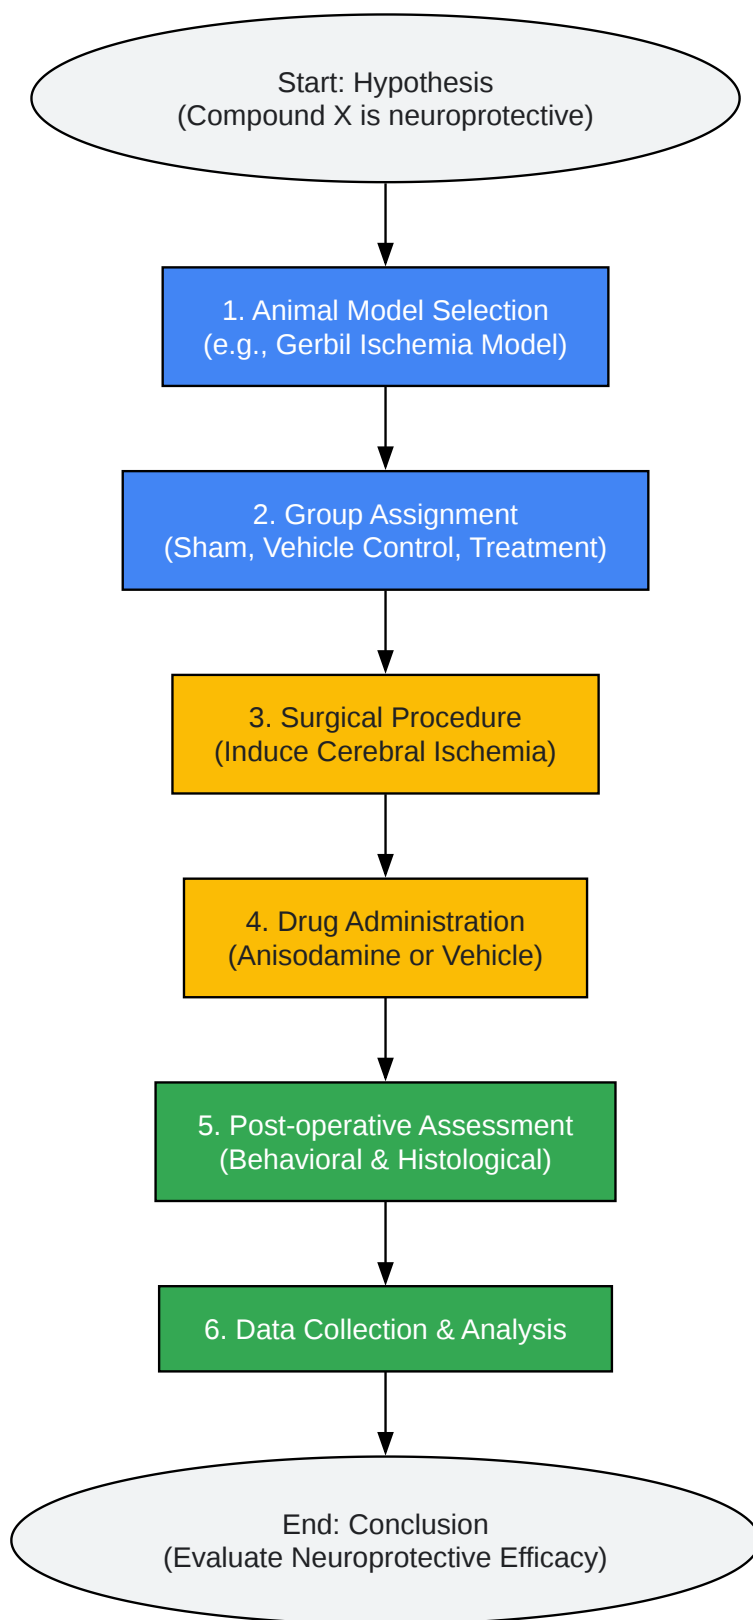 Start: Hypothesis
(Compound X is neuroprotective)
1. Animal Model Selection
(e.g., Gerbil Ischemia Model)
2. Group Assignment
(Sham, Vehicle Control, Treatment)
3. Surgical Procedure
(Induce Cerebral Ischemia)
4. Drug Administration
(Anisodamine or Vehicle)
5. Post-operative Assessment
(Behavioral & Histological)
6. Data Collection & Analysis
End: Conclusion
(Evaluate Neuroprotective Efficacy)